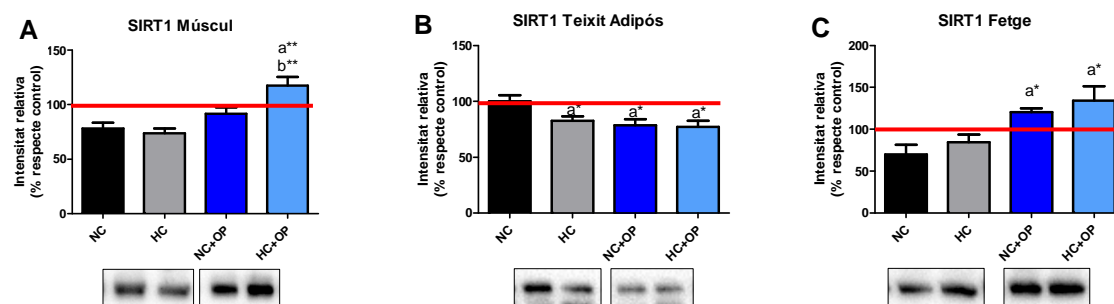 A
SIRT1 Múscul
Intensitat relativa
(% respecte control)
150
100
50
0
a**
b**
NC
HC
NC+OP
HC+OP
B
SIRT1 Teixit Adipós
Intensitat relativa
(% respecte control)
150
100
50
0
a*
a*
a*
NC
HC
NC+OP
HC+OP
C
SIRT1 Fetge
Intensitat relativa
(% respecte control)
200
150
100
50
0
a*
a*
NC
HC
NC+OP
HC+OP